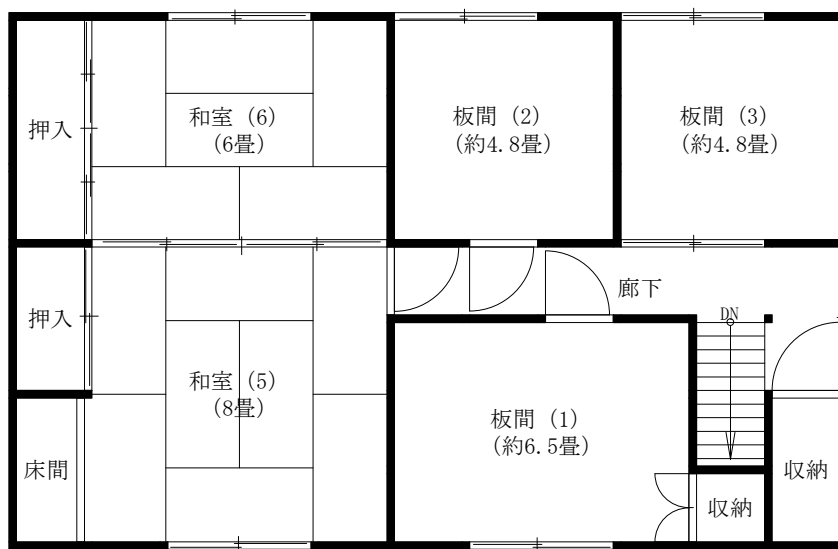 押入
和室（6）
（6畳）
板間（2）
（約4.8畳）
板間（3）
（約4.8畳）
押入
廊下
DN
和室（5）
（8畳）
板間（1）
（約6.5畳）
床間
収納
収納